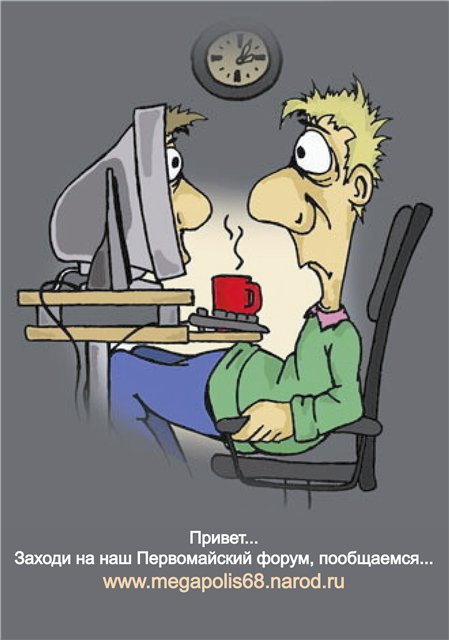 Привет...
Заходи на наш Первомайский форум, пообщаемся...
www.megapolis68.narod.ru